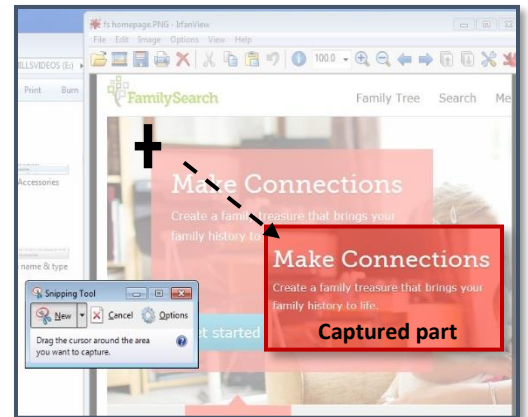 fs homepage.PNG - IrfanView
File Edit Image Options View Help
100.0
ILLSVIDEOS (E:)
Print Burn
FamilySearch
Family Tree Search Me
Accessories
Make Connections
Create a family treasure that brings your
family history to
name & type
Make Connections
Create a family treasure that brings your
family history to life.
Snipping Tool
New Cancel Options
Drag the cursor around the area
you want to capture.
et started
Captured part